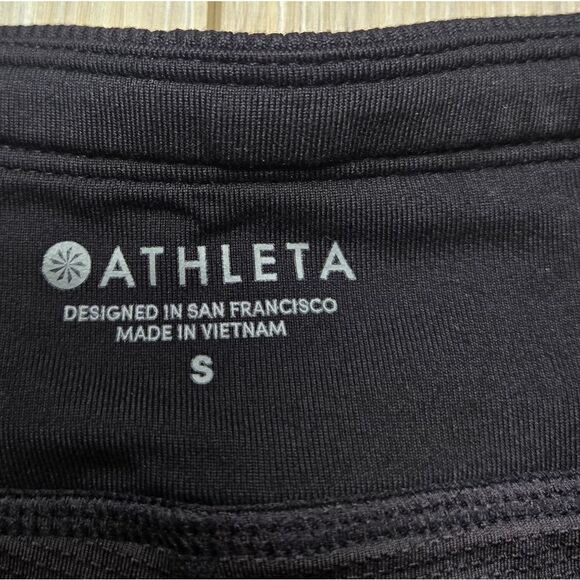 ATHLETA
DESIGNED IN SAN FRANCISCO
MADE IN VIETNAM
S